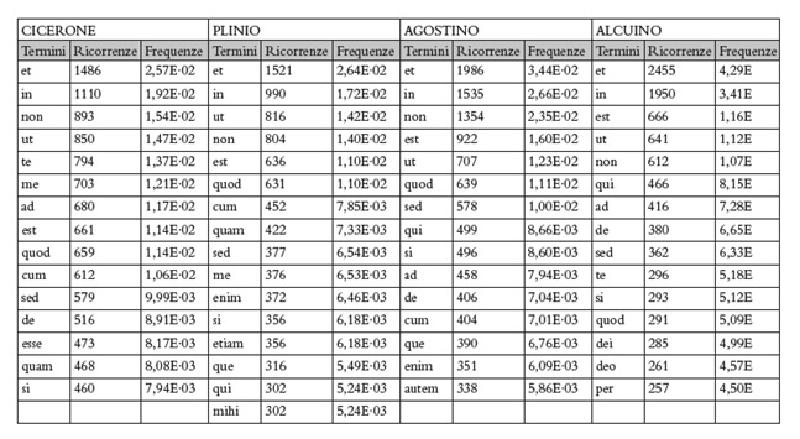 CICERONE PLINIO AGOSTINO ALCUINO
Termini Ricorrenze Frequenze Termini Ricorrenze Frequenze Termini Ricorrenze Frequenze Termini Ricorrenze Frequenze
et 1486 2,57E-02 et 1521 2,64E-02 et 1986 3,44E-02 et 2455 4,29E
in 1110 1,92E-02 in 990 1,72E-02 in 1535 2,66E-02 in 1950 3,41E
non 893 1,54E-02 ut 816 1,42E-02 non 1354 2,35E-02 est 666 1,16E
ut 850 1,47E-02 non 804 1,40E-02 est 922 1,60E-02 ut 641 1,12E
te 794 1,37E-02 est 636 1,10E-02 ut 707 1,23E-02 non 612 1,07E
me 703 1,21E-02 quod 631 1,10E-02 quod 639 1,11E-02 qui 466 8,15E
ad 680 1,17E-02 cum 452 7,85E-03 sed 578 1,00E-02 ad 416 7,28E
est 661 1,14E-02 quam 422 7,33E-03 qui 499 8,66E-03 de 380 6,65E
quod 659 1,14E-02 sed 377 6,54E-03 si 496 8,60E-03 sed 362 6,33E
cum 612 1,06E-02 me 376 6,53E-03 ad 458 7,94E-03 te 296 5,18E
sed 579 9,99E-03 enim 372 6,46E-03 de 406 7,04E-03 si 293 5,12E
de 516 8,91E-03 si 356 6,18E-03 cum 404 7,01E-03 quod 291 5,09E
esse 473 8,17E-03 etiam 356 6,18E-03 que 390 6,76E-03 dei 285 4,99E
quam 468 8,08E-03 que 316 5,49E-03 enim 351 6,09E-03 deo 261 4,57E
si 460 7,94E-03 qui 302 5,24E-03 autem 338 5,86E-03 per 257 4,50E
mihi 302 5,24E-03